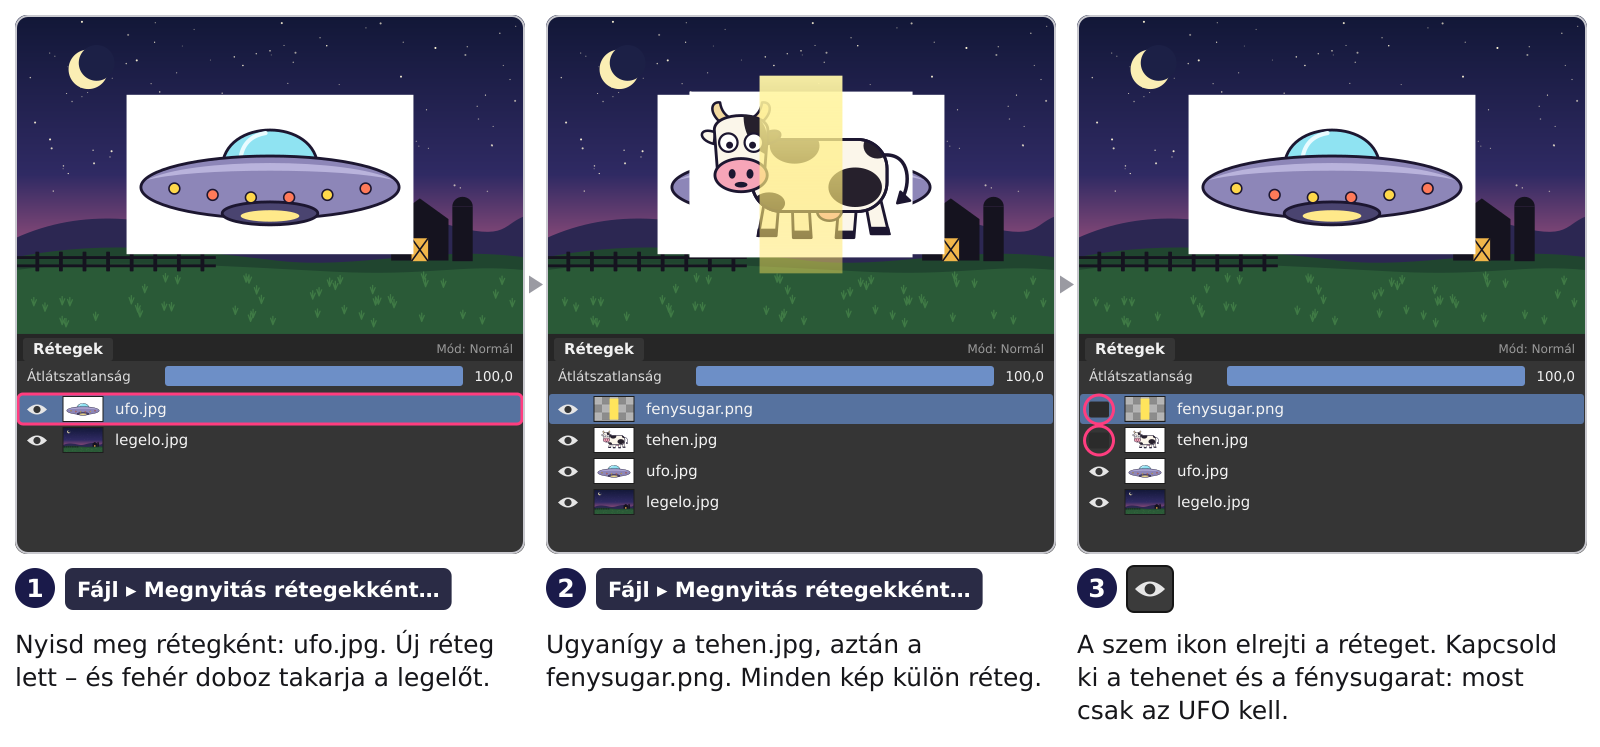 Rétegek
Mód: Normál
Átlátszatlanság
100,0
ufo.jpg
legelo.jpg
1 Fájl ▸ Megnyitás rétegekként...
Nyisd meg rétegként: ufo.jpg. Új réteg
lett – és fehér doboz takarja a legelőt.
Rétegek
Mód: Normál
Átlátszatlanság
100,0
fenysugar.png
tehen.jpg
ufo.jpg
legelo.jpg
2 Fájl ▸ Megnyitás rétegekként...
Ugyanígy a tehen.jpg, aztán a
fenysugar.png. Minden kép külön réteg.
Rétegek
Mód: Normál
Átlátszatlanság
100,0
fenysugar.png
tehen.jpg
ufo.jpg
legelo.jpg
3
A szem ikon elrejti a réteget. Kapcsold
ki a tehenet és a fénysugarat: most
csak az UFO kell.